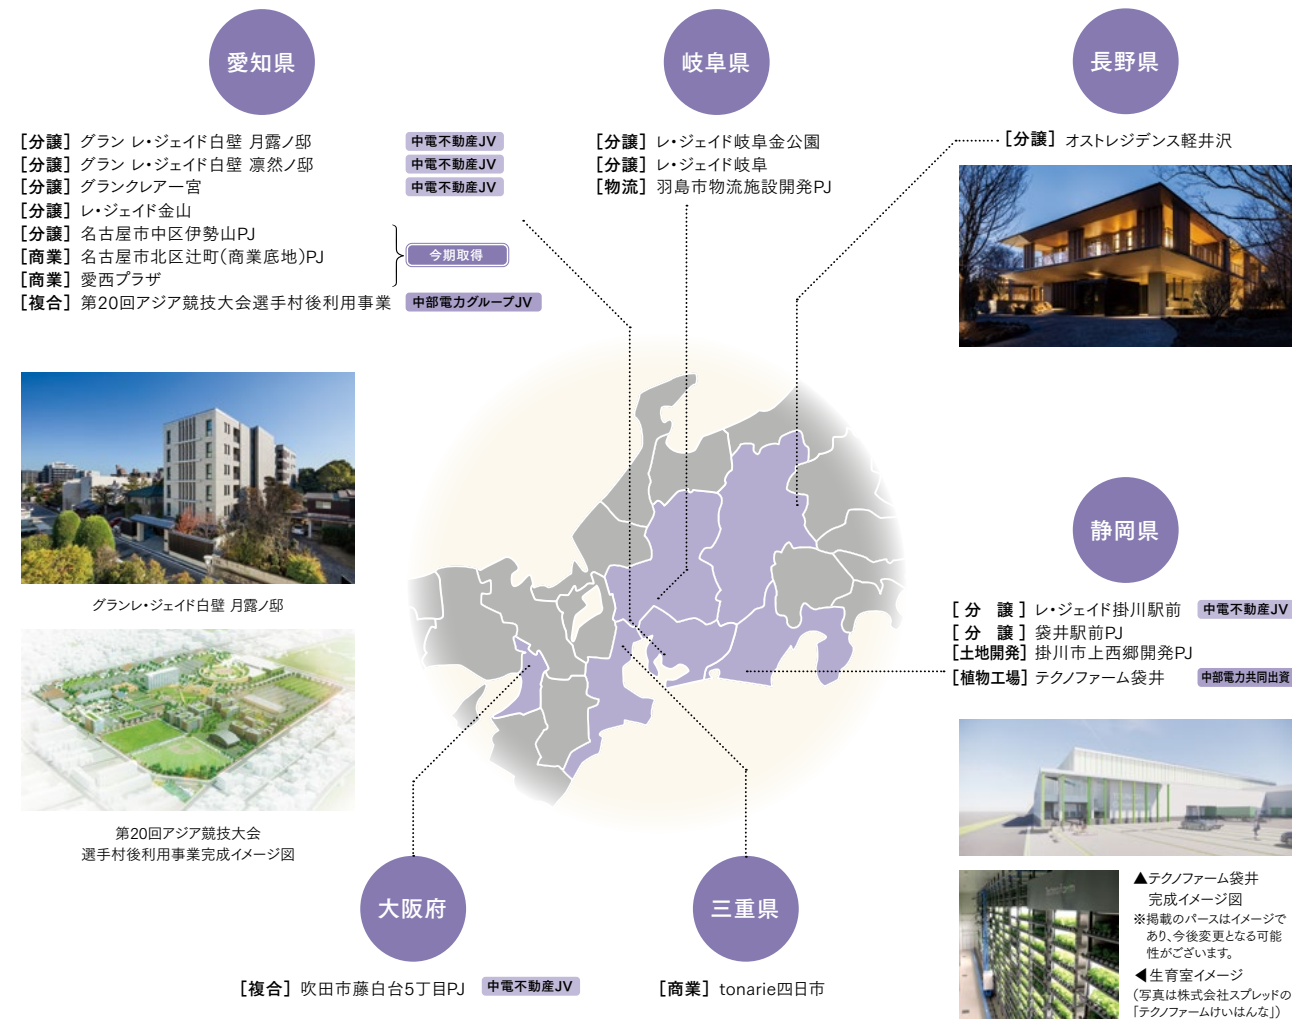 愛知県
[分譲] グラン レ・ジェイド白壁 月露ノ邸 中電不動産JV
[分譲] グラン レ・ジェイド白壁 凛然ノ邸 中電不動産JV
[分譲] グランクレアー宮 中電不動産JV
[分譲] レ・ジェイド金山
[分譲] 名古屋市中区伊勢山PJ
[商業] 名古屋市北区辻町(商業底地)PJ
今期取得
[商業] 愛西プラザ
[複合] 第20回アジア競技大会選手村後利用事業 中部電力グループJV
グランレ・ジェイド白壁 月露ノ邸
第20回アジア競技大会
選手村後利用事業完成イメージ図
岐阜県
[分譲] レ・ジェイド岐阜金公園
[分譲] レ・ジェイド岐阜
[物流] 羽島市物流施設開発PJ
長野県
[分譲] オストレジデンス軽井沢
静岡県
[分 譲] レ・ジェイド掛川駅前 中電不動産JV
[分 譲] 袋井駅前PJ
[土地開発] 掛川市上西郷開発PJ
[植物工場] テクノファーム袋井 中部電力共同出資
▲テクノファーム袋井
完成イメージ図
※掲載のパースはイメージで
あり、今後変更となる可能
性がございます。
◀生育室イメージ
(写真は株式会社スプレッドの
「テクノファームけいはんな」)
大阪府
[複合] 吹田市藤白台5丁目PJ 中電不動産JV
三重県
[商業] tonarie四日市